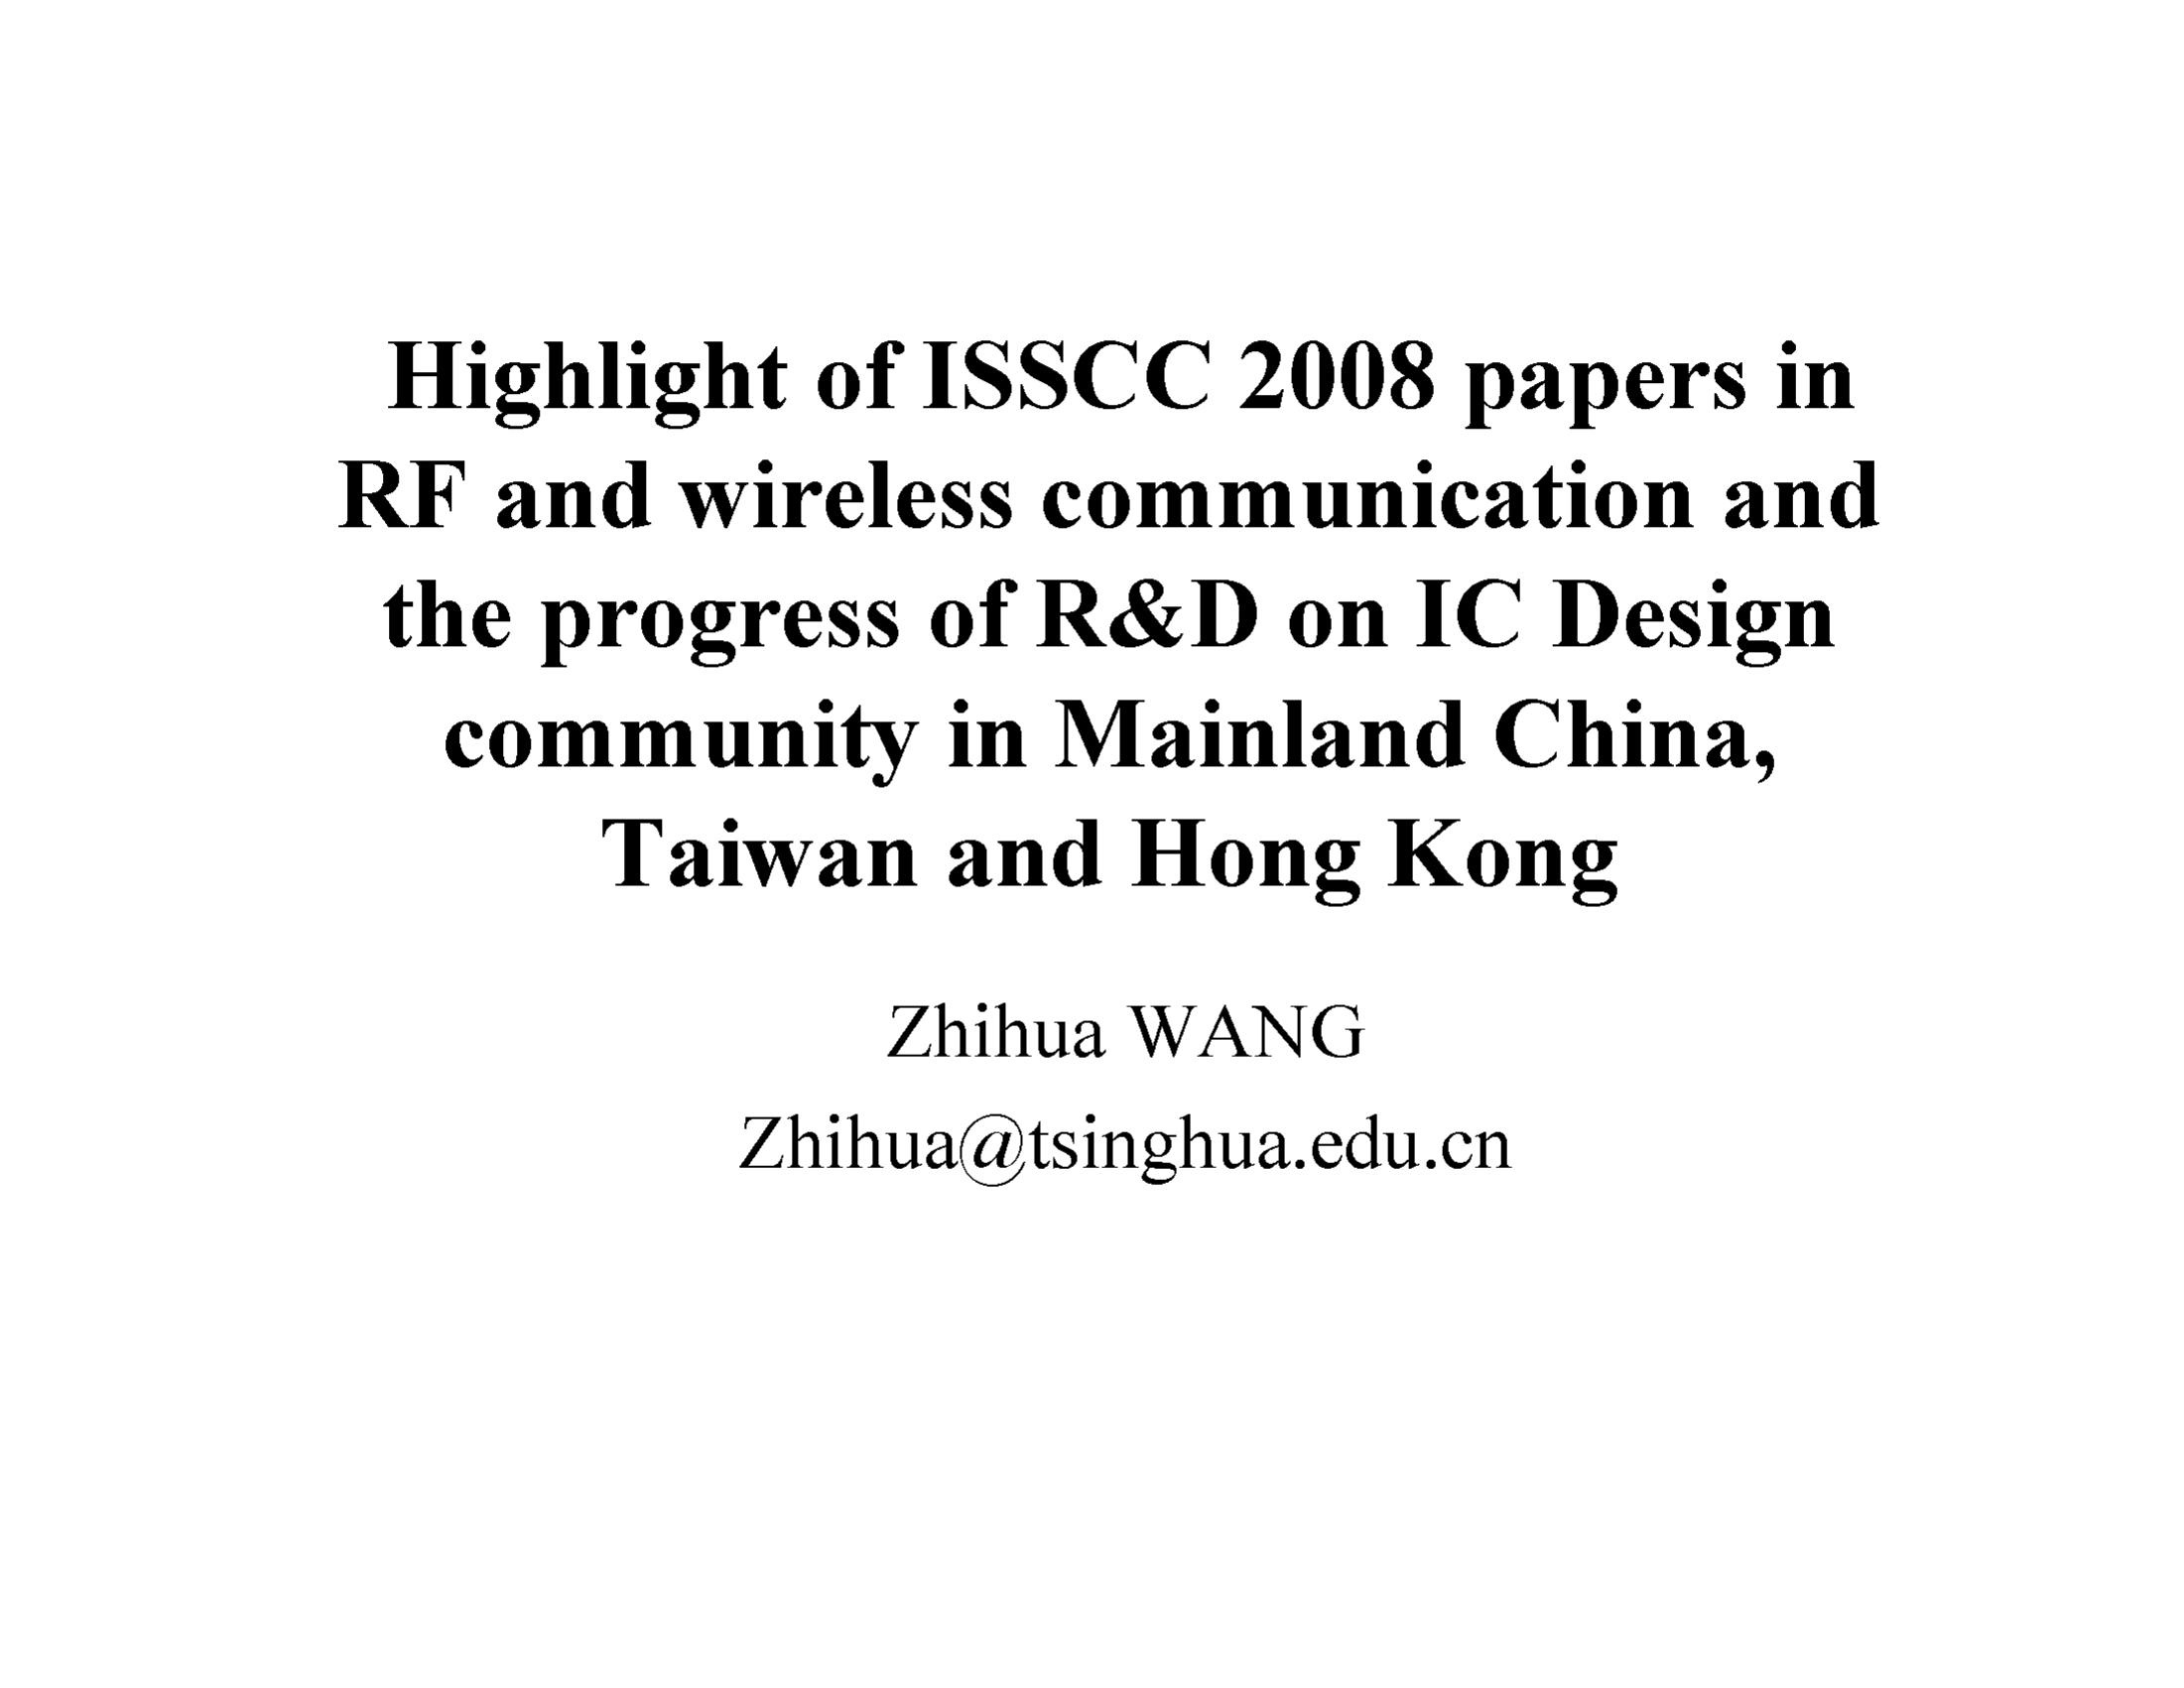 Highlight of ISSCC 2008 papers in
RF and wireless communication and
the progress of R&D on IC Design
community in Mainland China,
Taiwan and Hong Kong
Zhihua WANG
Zhihua@tsinghua.edu.cn